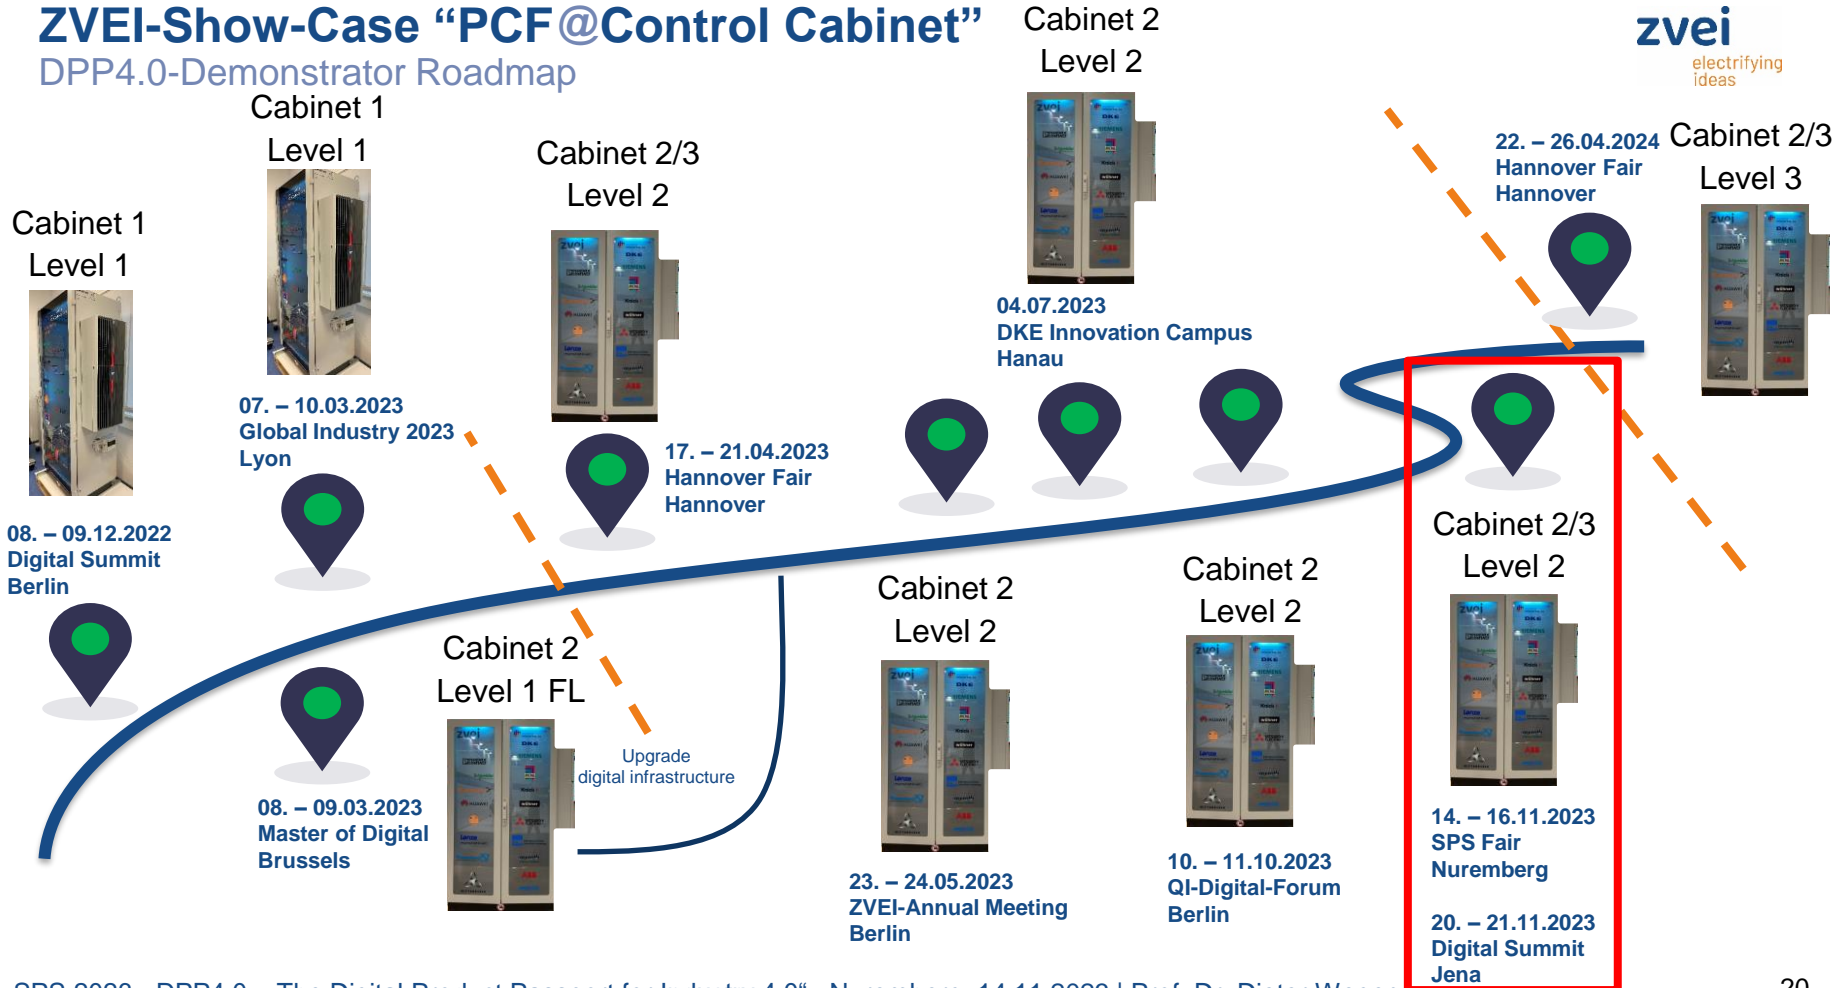 ZVEI-Show-Case “PCF@Control Cabinet”
DPP4.0-Demonstrator Roadmap
zvei
electrifying
ideas
Cabinet 1
Level 1
08. – 09.12.2022
Digital Summit
Berlin
Cabinet 1
Level 1
07. – 10.03.2023
Global Industry 2023
Lyon
08. – 09.03.2023
Master of Digital
Brussels
Cabinet 2
Level 1 FL
Upgrade
digital infrastructure
Cabinet 2/3
Level 2
17. – 21.04.2023
Hannover Fair
Hannover
Cabinet 2
Level 2
23. – 24.05.2023
ZVEI-Annual Meeting
Berlin
Cabinet 2
Level 2
04.07.2023
DKE Innovation Campus
Hanau
Cabinet 2
Level 2
10. – 11.10.2023
QI-Digital-Forum
Berlin
Cabinet 2/3
Level 2
14. – 16.11.2023
SPS Fair
Nuremberg
20. – 21.11.2023
Digital Summit
Jena
22. – 26.04.2024
Hannover Fair
Hannover
Cabinet 2/3
Level 3
20